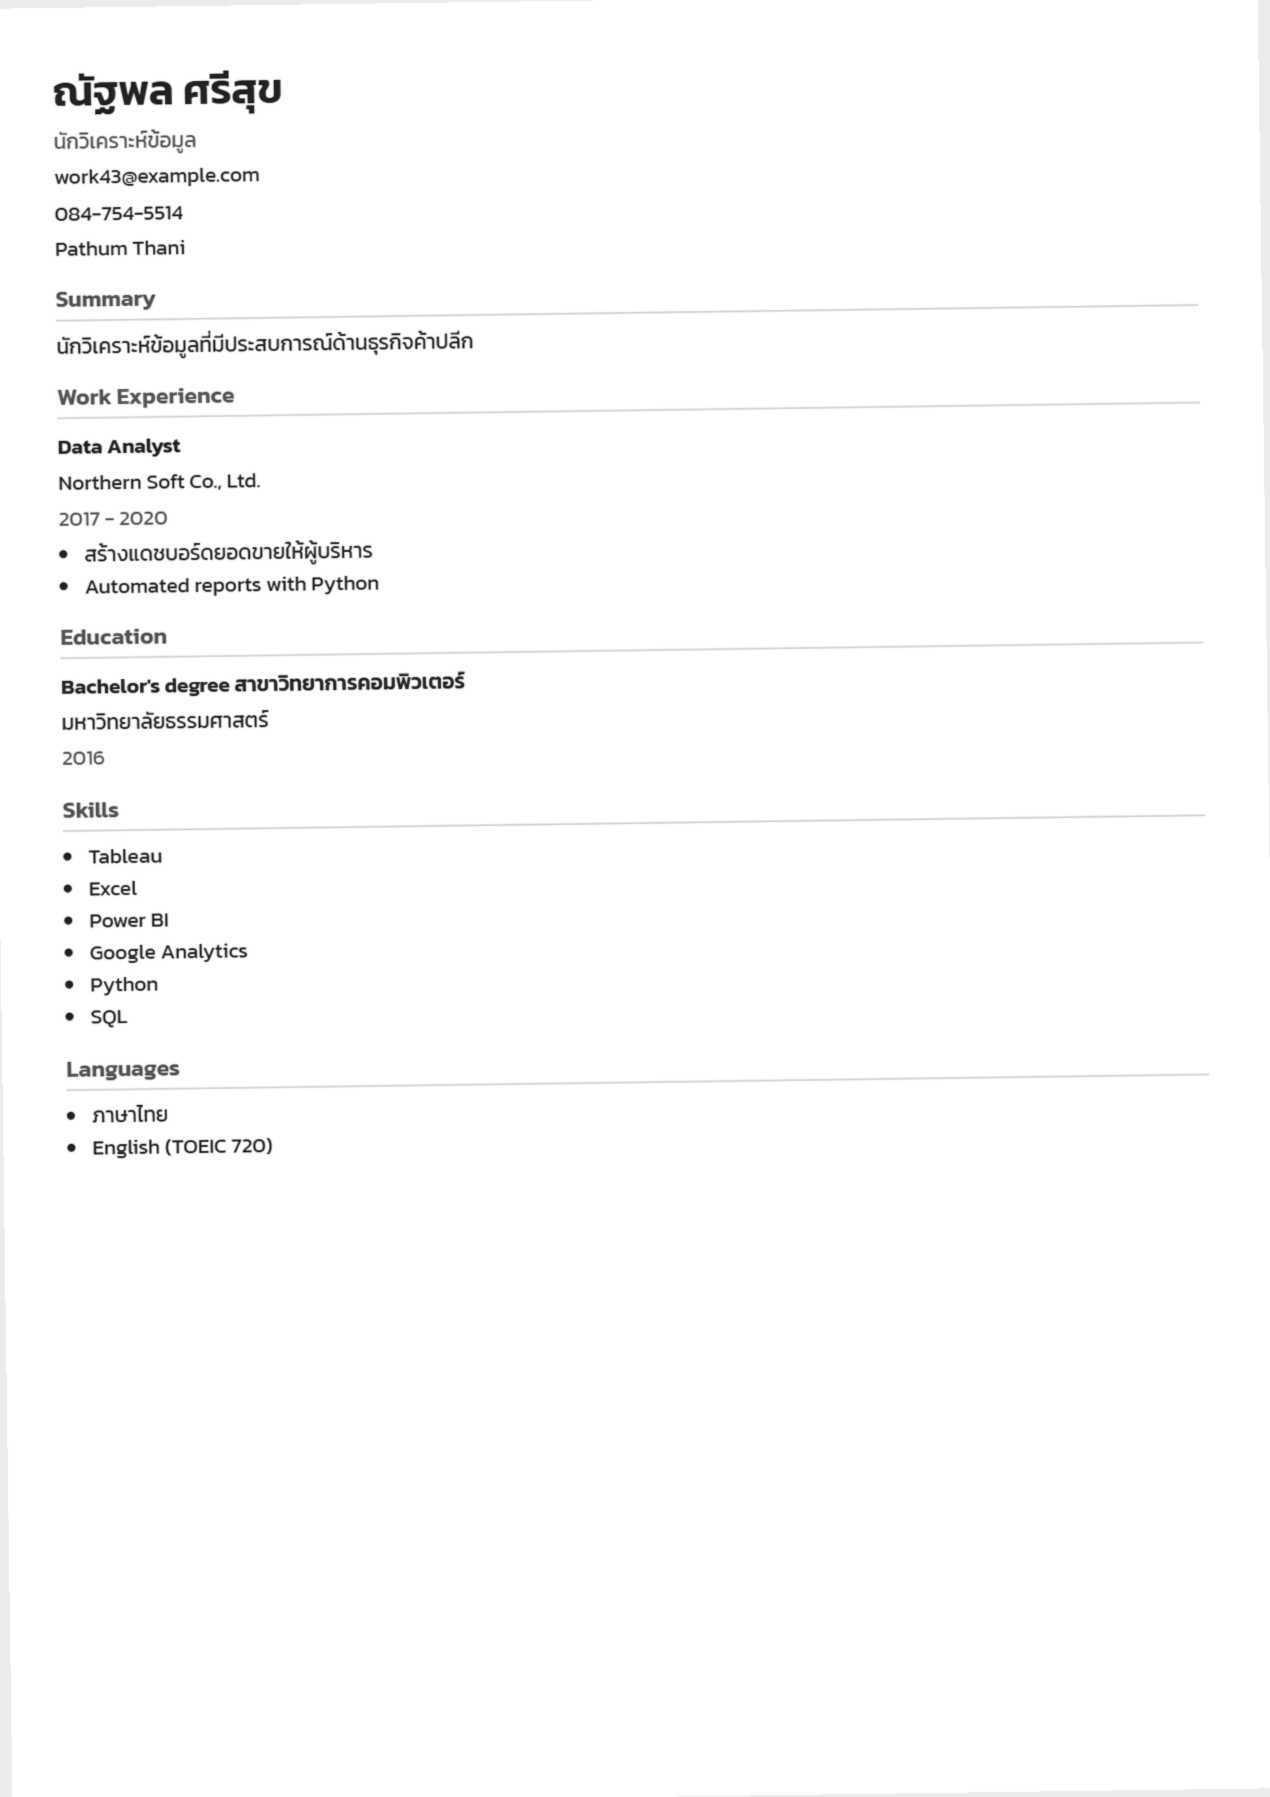 ณัฐพล ศรีสุข
นักวิเคราะห์ข้อมูล
work43@example.com
084-754-5514
Pathum Thani
Summary
นักวิเคราะห์ข้อมูลที่มีประสบการณ์ด้านธุรกิจค้าปลีก
Work Experience
Data Analyst
Northern Soft Co., Ltd.
2017 - 2020
• สร้างแดชบอร์ดยอดขายให้ผู้บริหาร
• Automated reports with Python
Education
Bachelor's degree สาขาวิทยาการคอมพิวเตอร์
มหาวิทยาลัยธรรมศาสตร์
2016
Skills
• Tableau
• Excel
• Power BI
• Google Analytics
• Python
• SQL
Languages
• ภาษาไทย
• English (TOEIC 720)